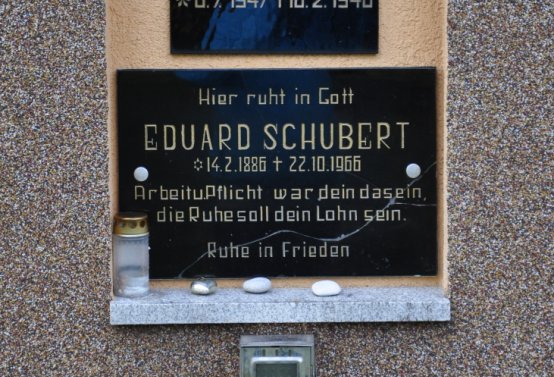 Hier ruht in Gott
EDUARD SCHUBERT
* 14.2.1886 † 22.10.1966
Arbeit u. Pflicht war dein dasein,
die Ruhe soll dein Lohn sein.
Ruhe in Frieden